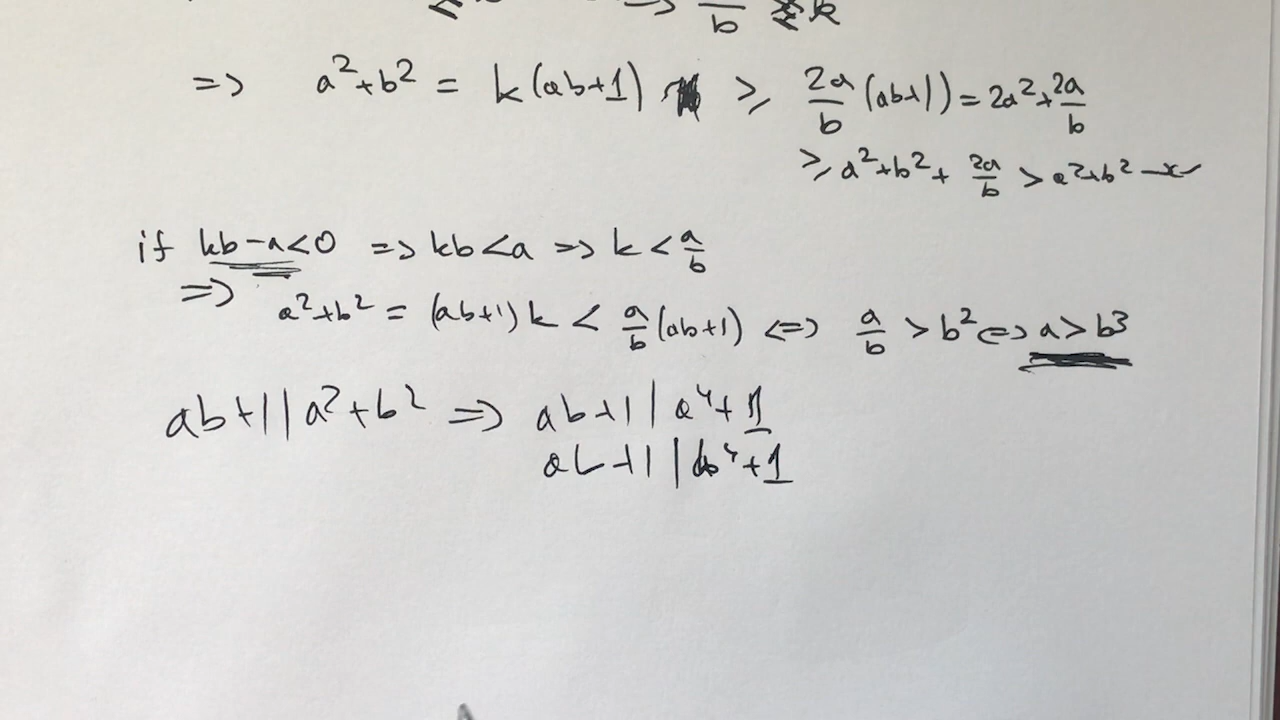 => a/b ≥ k
=> a²+b² = k(ab+1) ≥ 2a/b (ab+1) = 2a²+2a/b
≥ a²+b²+ 2a/b > a²+b²
if kb-a<0 => kb<a => k < a/b
=> a²+b² = (ab+1)k < a/b (ab+1) <=> a/b > b² <=> a>b³
ab+1|a²+b² => ab+1|a⁴+1
ab+1|b⁴+1